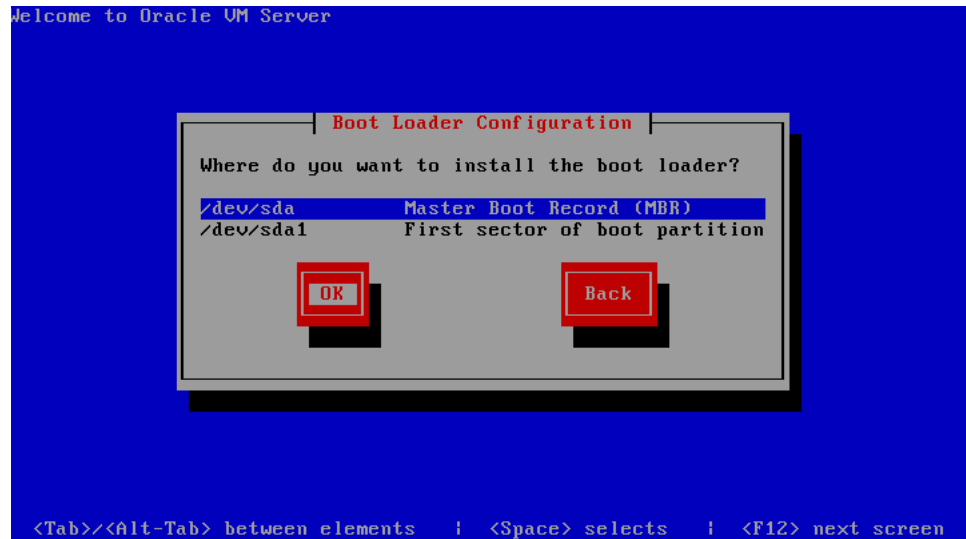 Welcome to Oracle VM Server
Boot Loader Configuration
Where do you want to install the boot loader?
/dev/sda Master Boot Record (MBR)
/dev/sda1 First sector of boot partition
OK Back
<Tab>/<Alt-Tab> between elements | <Space> selects | <F12> next screen